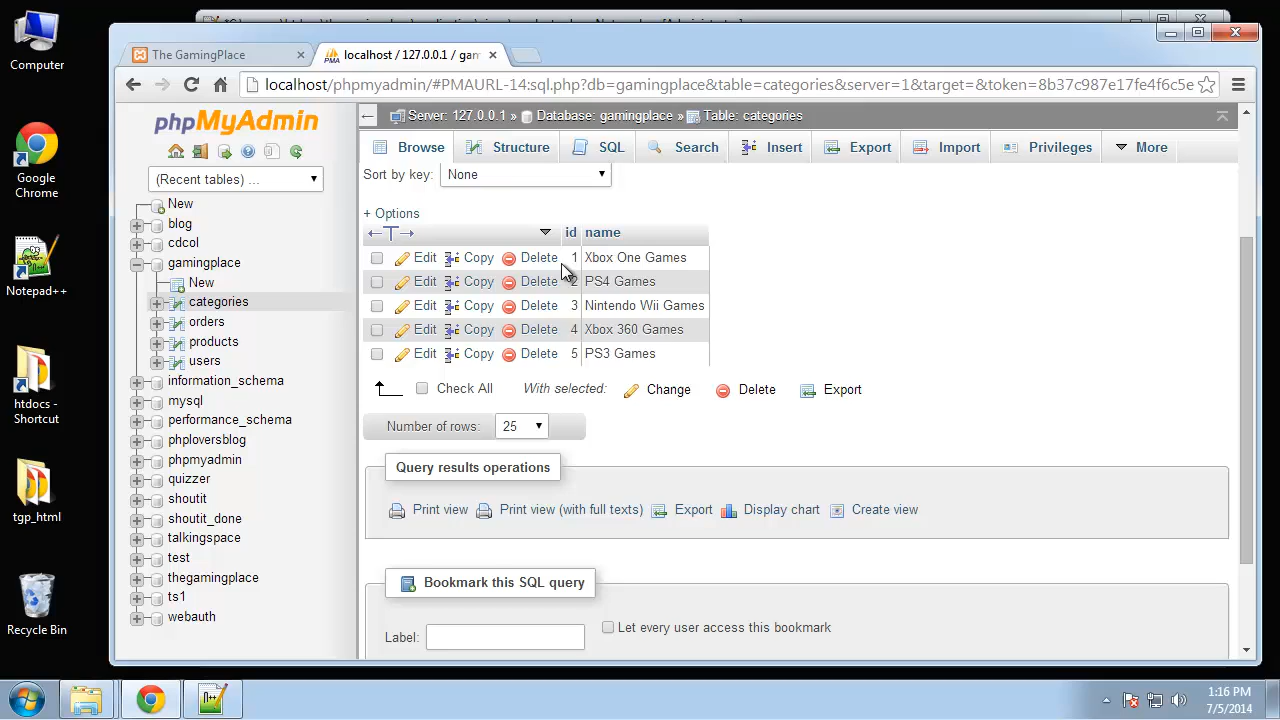 Computer
Google
Chrome
Notepad++
htdocs -
Shortcut
tgp_html
Recycle Bin
The GamingPlace
localhost / 127.0.0.1 / gam
localhost/phpmyadmin/#PMAURL-14:sql.php?db=gamingplace&table=categories&server=1&target=&token=8b37c987e17fe4f6c5e
phpMyAdmin
(Recent tables) ...
New
blog
cdcol
gamingplace
New
categories
orders
products
users
information_schema
mysql
performance_schema
phploversblog
phpmyadmin
quizzer
shoutit
shoutit_done
talkingspace
test
thegamingplace
ts1
webauth
Server: 127.0.0.1 » Database: gamingplace » Table: categories
Browse Structure SQL Search Insert Export Import Privileges More
Sort by key: None
+ Options
id name
Edit Copy Delete 1 Xbox One Games
Edit Copy Delete 2 PS4 Games
Edit Copy Delete 3 Nintendo Wii Games
Edit Copy Delete 4 Xbox 360 Games
Edit Copy Delete 5 PS3 Games
Check All With selected: Change Delete Export
Number of rows: 25
Query results operations
Print view Print view (with full texts) Export Display chart Create view
Bookmark this SQL query
Label: Let every user access this bookmark
1:16 PM
7/5/2014